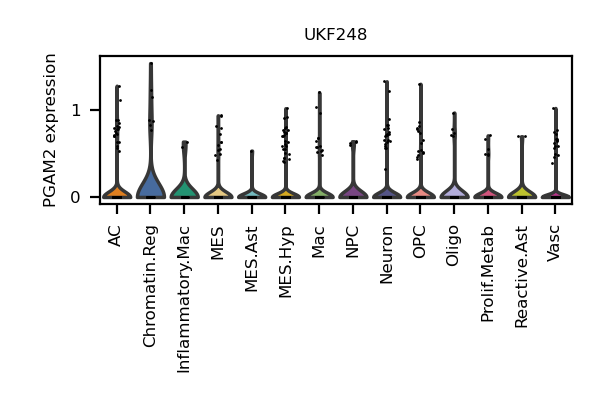 UKF248
PGAM2 expression
1
0
AC
Chromatin.Reg
Inflammatory.Mac
MES
MES.Ast
MES.Hyp
Mac
NPC
Neuron
OPC
Oligo
Prolif.Metab
Reactive.Ast
Vasc